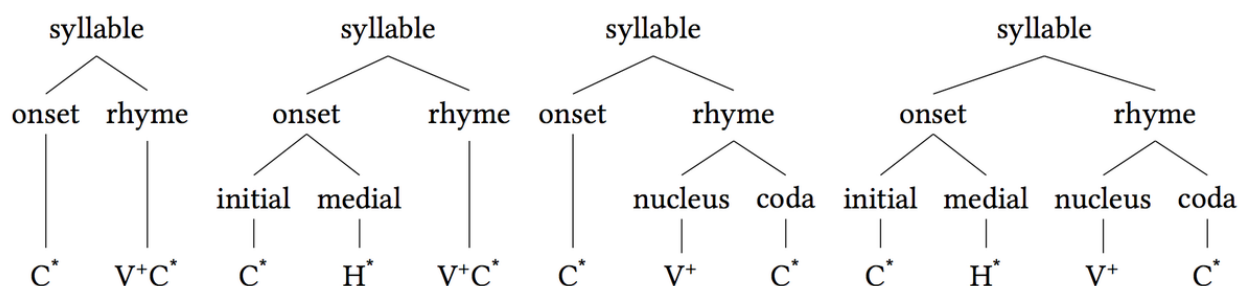 syllable syllable syllable syllable
onset rhyme onset rhyme onset rhyme onset rhyme
initial medial nucleus coda initial medial nucleus coda
C* V⁺C* C* H* V⁺C* C* V⁺ C* C* H* V⁺ C*